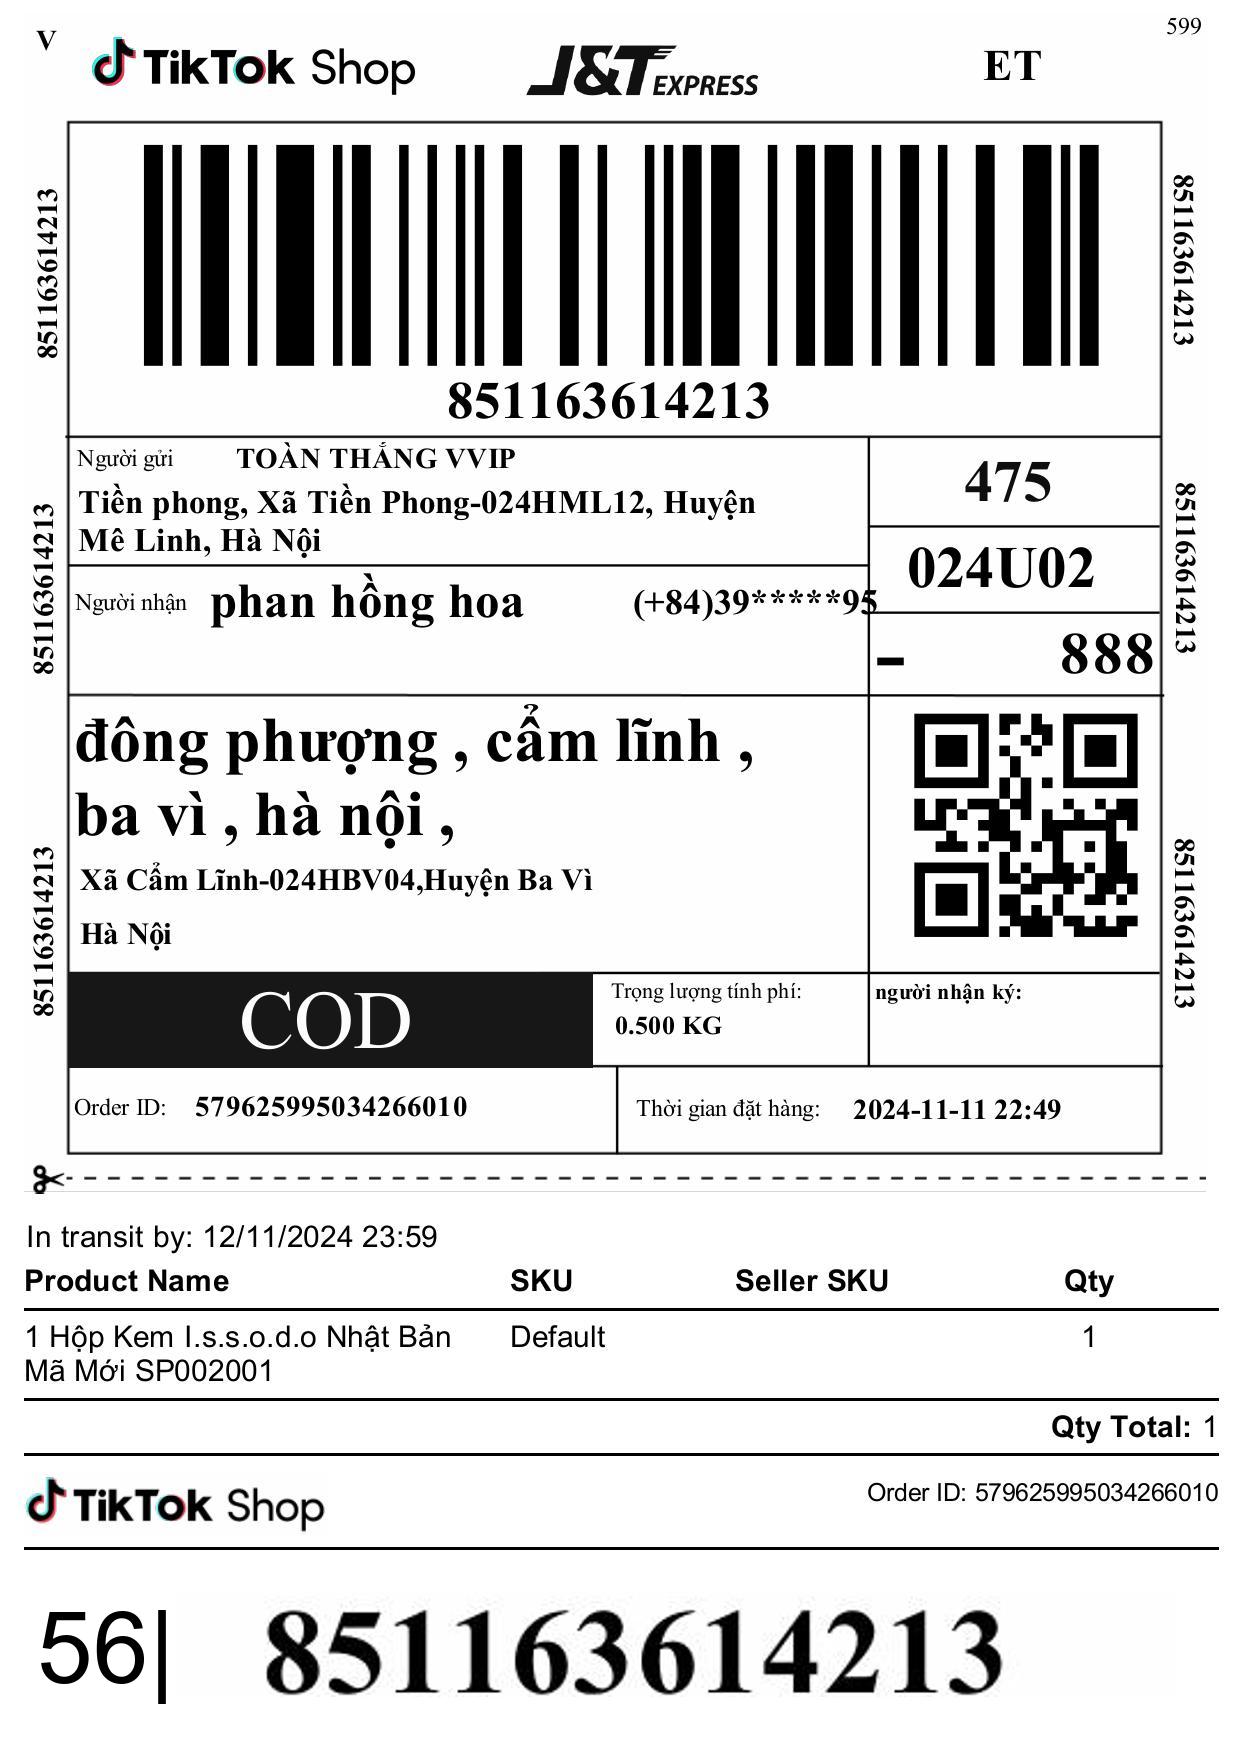 599
V
TikTok Shop
J&T EXPRESS
ET
851163614213
851163614213
851163614213
Người gửi TOÀN THẮNG VVIP
Tiền phong, Xã Tiền Phong-024HML12, Huyện
Mê Linh, Hà Nội
475
024U02
851163614213
851163614213
Người nhận phan hồng hoa (+84)39*****95
- 888
đông phượng , cẩm lĩnh ,
ba vì , hà nội ,
Xã Cẩm Lĩnh-024HBV04,Huyện Ba Vì
Hà Nội
851163614213
851163614213
COD
Trọng lượng tính phí:
0.500 KG
người nhận ký:
Order ID: 579625995034266010
Thời gian đặt hàng: 2024-11-11 22:49
In transit by: 12/11/2024 23:59
Product Name SKU Seller SKU Qty
1 Hộp Kem I.s.s.o.d.o Nhật Bản Default 1
Mã Mới SP002001
Qty Total: 1
TikTok Shop
Order ID: 579625995034266010
56| 851163614213